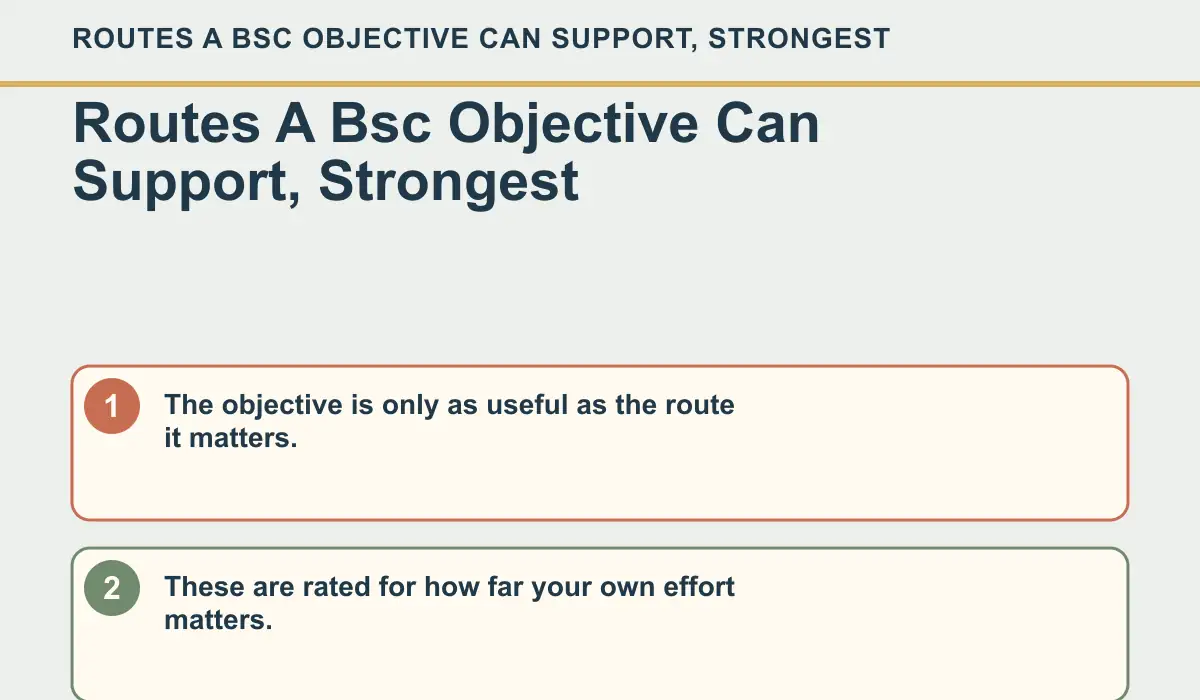 ROUTES A BSC OBJECTIVE CAN SUPPORT, STRONGEST
Routes A Bsc Objective Can
Support, Strongest
1
The objective is only as useful as the route
it matters.
2
These are rated for how far your own effort
matters.